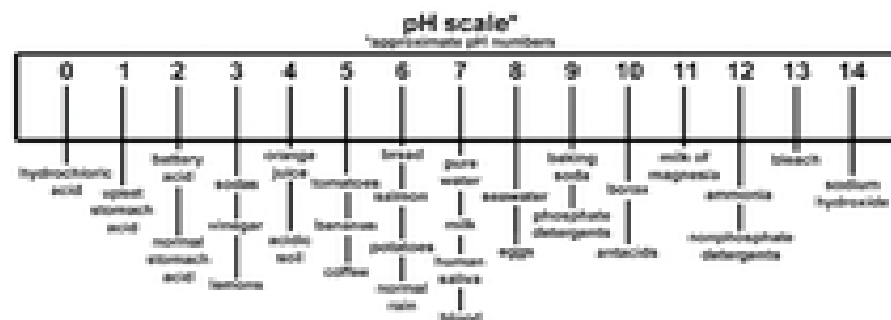 pH scale*
*approximate pH numbers
0 1 2 3 4 5 6 7 8 9 10 11 12 13 14
hydrochloric
acid
upset
stomach
acid
battery
acid
normal
stomach
acid
sodas
vinegar
lemons
orange
juice
acidic
soil
tomatoes
bananas
coffee
bread
salmon
potatoes
normal
rain
pure
water
milk
human
saliva
blood
seawater
eggs
baking
soda
phosphate
detergents
borax
antacids
milk of
magnesia
ammonia
nonphosphate
detergents
bleach
sodium
hydroxide